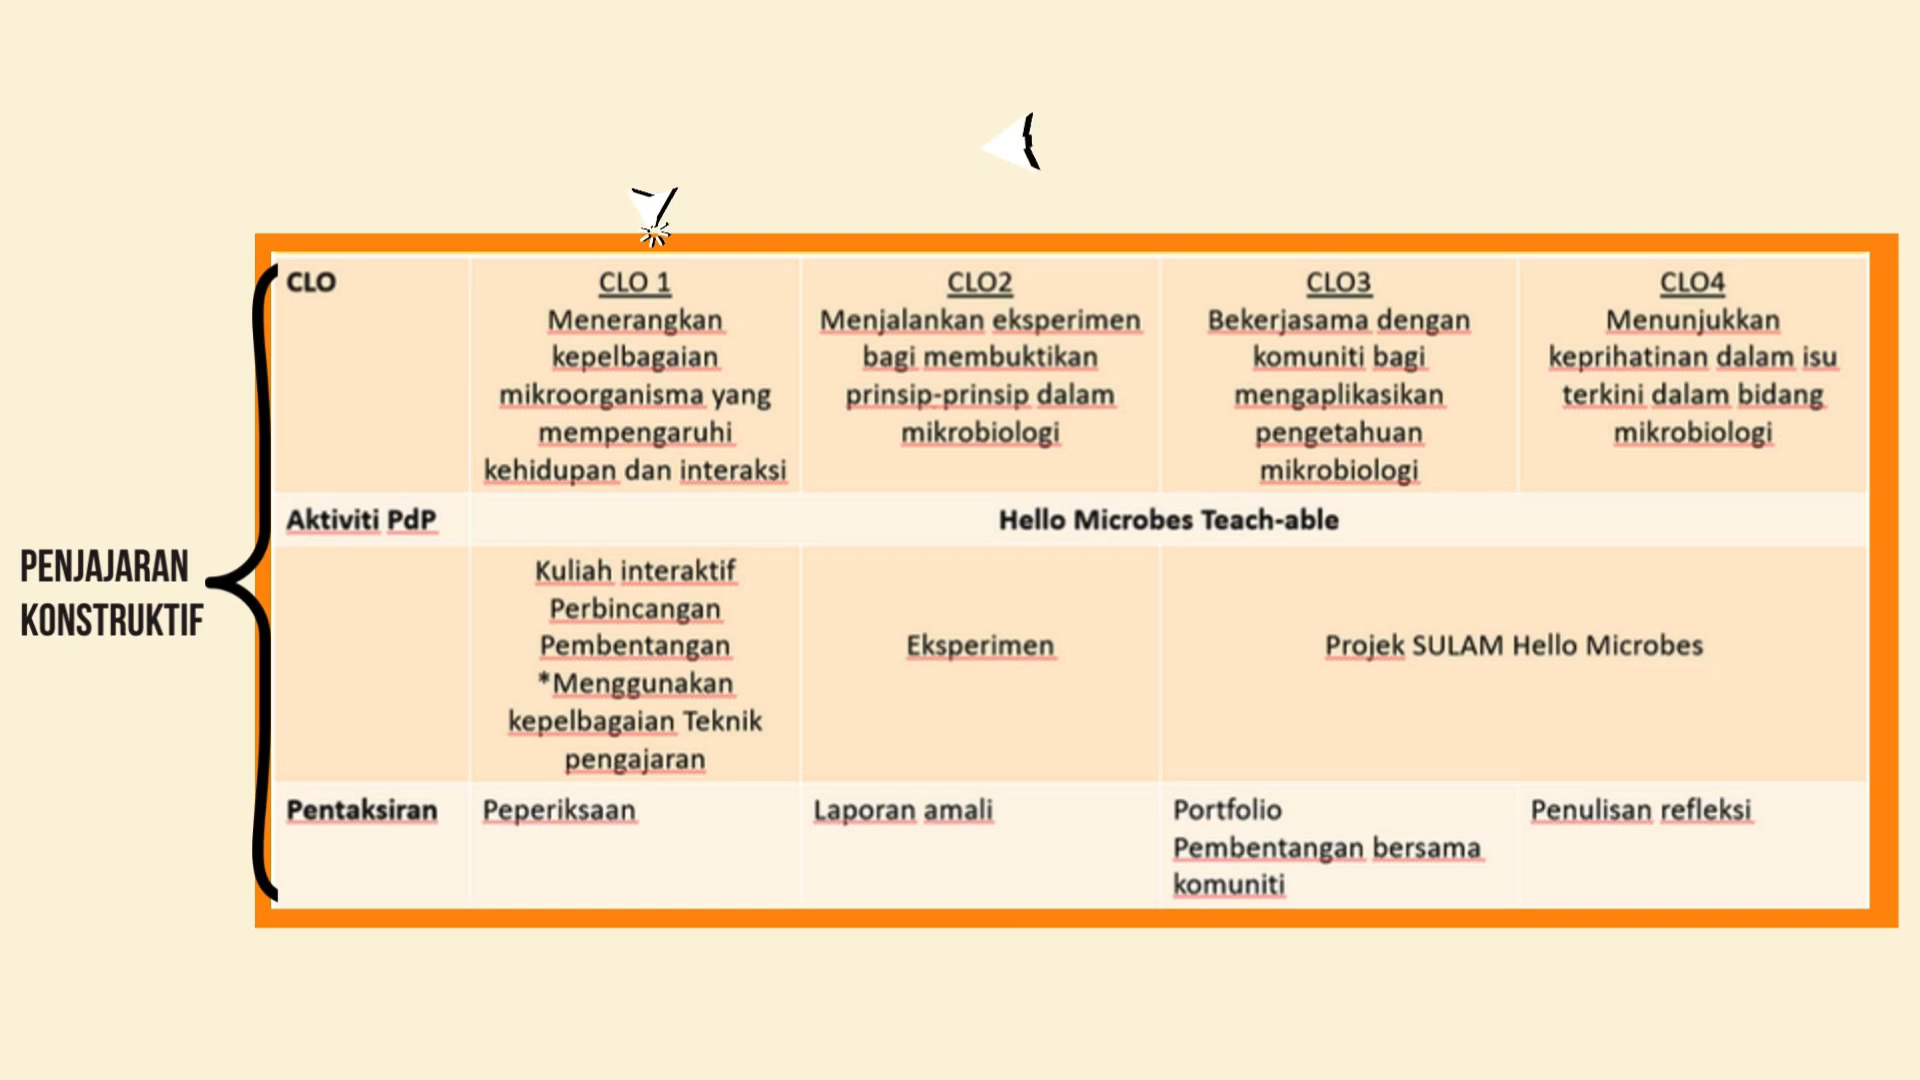 PENJAJARAN
KONSTRUKTIF
CLO
CLO 1
Menerangkan
kepelbagaian
mikroorganisma yang
mempengaruhi
kehidupan dan interaksi
CLO2
Menjalankan eksperimen
bagi membuktikan
prinsip-prinsip dalam
mikrobiologi
CLO3
Bekerjasama dengan
komuniti bagi
mengaplikasikan
pengetahuan
mikrobiologi
CLO4
Menunjukkan
keprihatinan dalam isu
terkini dalam bidang
mikrobiologi
Aktiviti PdP
Hello Microbes Teach-able
Kuliah interaktif
Perbincangan
Pembentangan
*Menggunakan
kepelbagaian Teknik
pengajaran
Eksperimen
Projek SULAM Hello Microbes
Pentaksiran
Peperiksaan
Laporan amali
Portfolio
Pembentangan bersama
komuniti
Penulisan refleksi